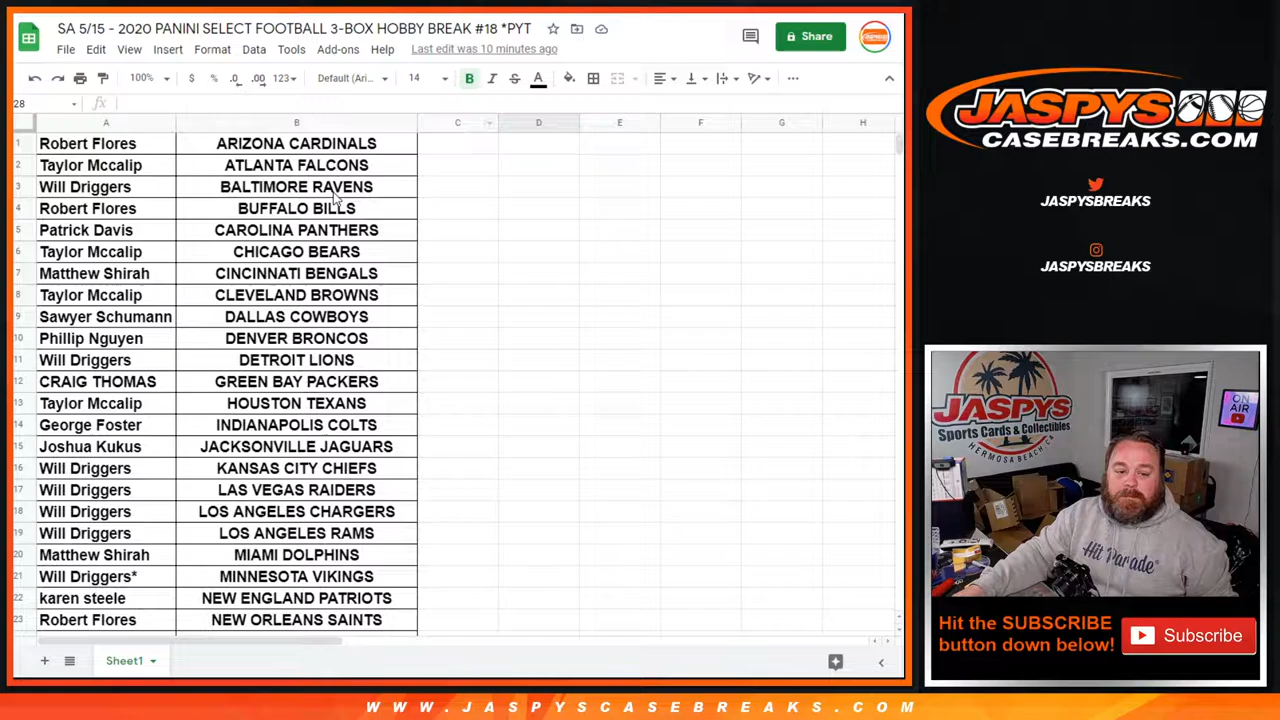 SA 5/15 - 2020 PANINI SELECT FOOTBALL 3-BOX HOBBY BREAK #18 *PYT
File Edit View Insert Format Data Tools Add-ons Help Last edit was 10 minutes ago
Share
100% $ % .0 .00 123 Default (Ari... 14 B I S A
28 fx
A B C D E F G H
1 Robert Flores ARIZONA CARDINALS
2 Taylor Mccalip ATLANTA FALCONS
3 Will Driggers BALTIMORE RAVENS
4 Robert Flores BUFFALO BILLS
5 Patrick Davis CAROLINA PANTHERS
6 Taylor Mccalip CHICAGO BEARS
7 Matthew Shirah CINCINNATI BENGALS
8 Taylor Mccalip CLEVELAND BROWNS
9 Sawyer Schumann DALLAS COWBOYS
10 Phillip Nguyen DENVER BRONCOS
11 Will Driggers DETROIT LIONS
12 CRAIG THOMAS GREEN BAY PACKERS
13 Taylor Mccalip HOUSTON TEXANS
14 George Foster INDIANAPOLIS COLTS
15 Joshua Kukus JACKSONVILLE JAGUARS
16 Will Driggers KANSAS CITY CHIEFS
17 Will Driggers LAS VEGAS RAIDERS
18 Will Driggers LOS ANGELES CHARGERS
19 Will Driggers LOS ANGELES RAMS
20 Matthew Shirah MIAMI DOLPHINS
21 Will Driggers* MINNESOTA VIKINGS
22 karen steele NEW ENGLAND PATRIOTS
23 Robert Flores NEW ORLEANS SAINTS
Sheet1
JASPYS
CASEBREAKS.COM
JASPYSBREAKS
JASPYSBREAKS
JASPYS
Sports Cards & Collectibles
HERMOSA BEACH
ON
AIR
Hit Parade
Hit the SUBSCRIBE
button down below!
Subscribe
WWW.JASPYSCASEBREAKS.COM